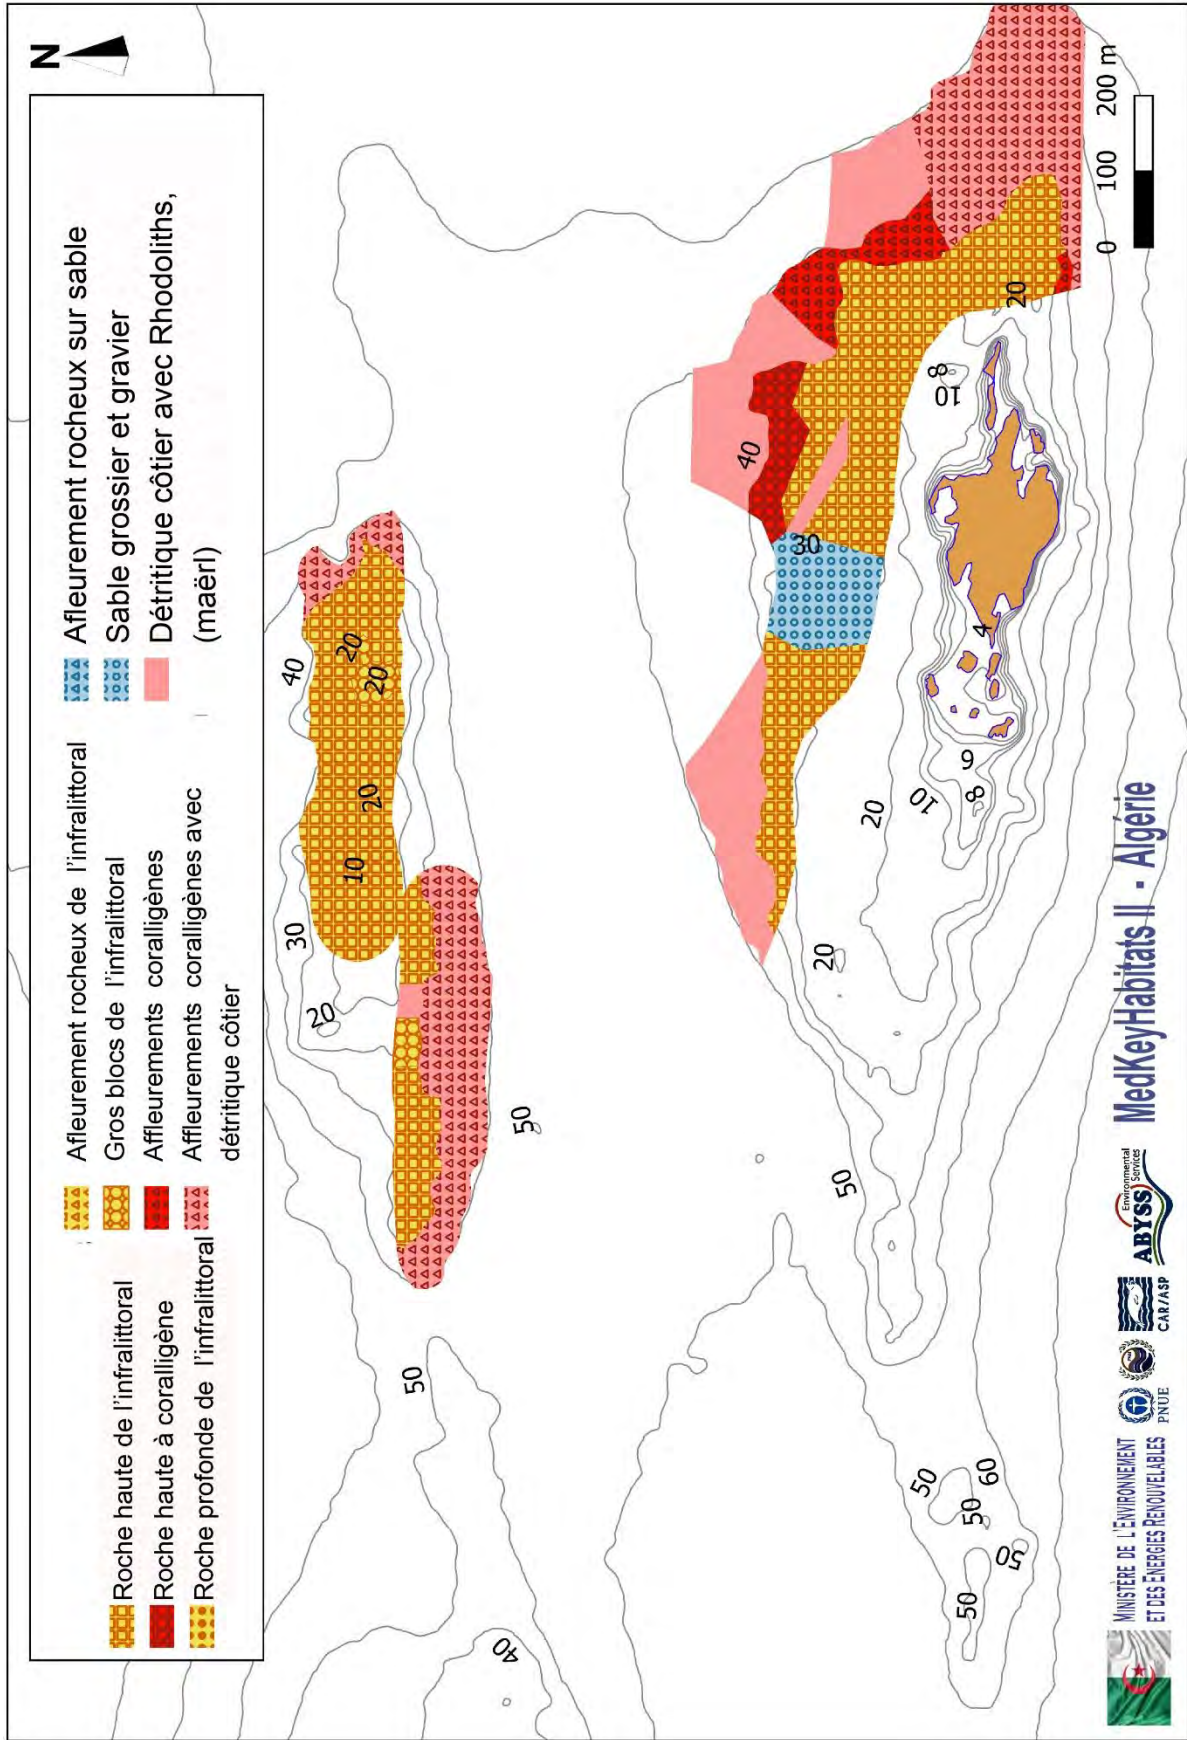 N
Roche haute de l'infralittoral
Roche haute à coralligène
Roche profonde de l'infralittoral
Afleurement rocheux de l'infralittoral
Gros blocs de l'infralittoral
Affleurements coralligènes
Affleurements coralligènes avec
détritique côtier
Afleurement rocheux sur sable
Sable grossier et gravier
Détritique côtier avec Rhodoliths,
(maërl)
40
30
20
20
20
20
10
50
50
40
40
30
20
10
8
4
9
8
10
20
20
50
50
50
60
50
50
0 100 200 m
MINISTÈRE DE L'ENVIRONNEMENT
ET DES ENERGIES RENOUVELABLES
PNUE
CAR/ASP
ABYSS
Environmental
Services
MedKeyHabitats II - Algérie